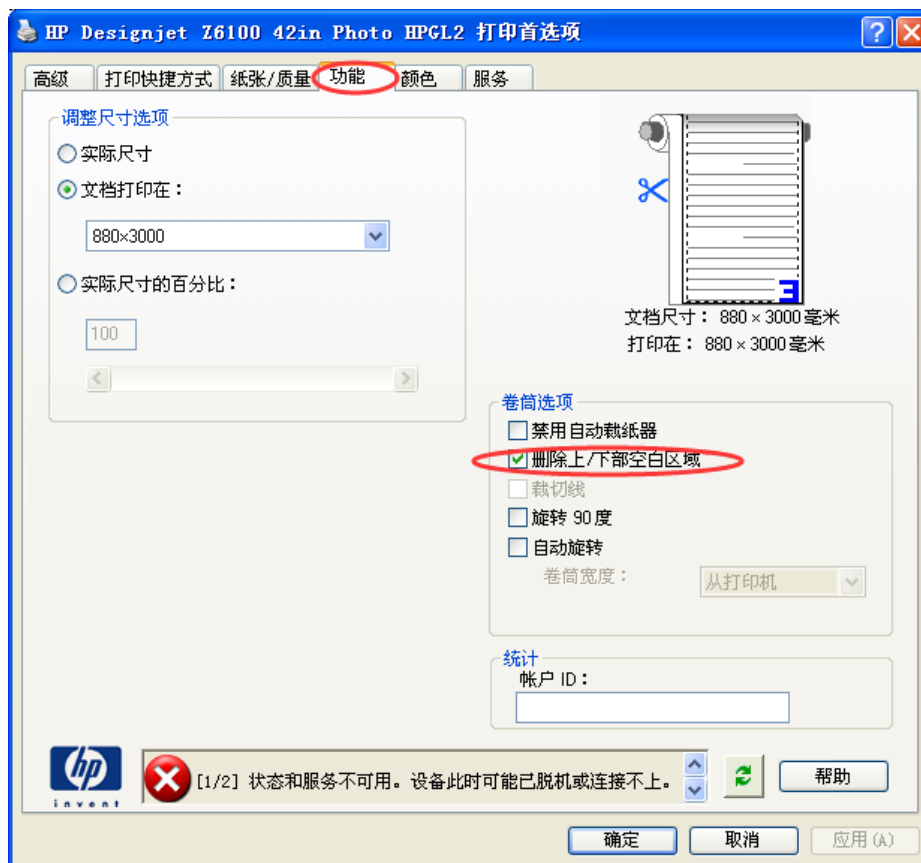 HP Designjet Z6100 42in Photo HPGL2 打印首选项
高级 打印快捷方式 纸张/质量 功能 颜色 服务
调整尺寸选项
实际尺寸
文档打印在：
880×3000
实际尺寸的百分比：
100
文档尺寸： 880 × 3000 毫米
打印在： 880 × 3000 毫米
卷筒选项
禁用自动裁纸器
删除上/下部空白区域
裁切线
旋转 90 度
自动旋转
卷筒宽度： 从打印机
统计
帐户 ID：
hp
invent
[1/2] 状态和服务不可用。设备此时可能已脱机或连接不上。
帮助
确定 取消 应用(A)